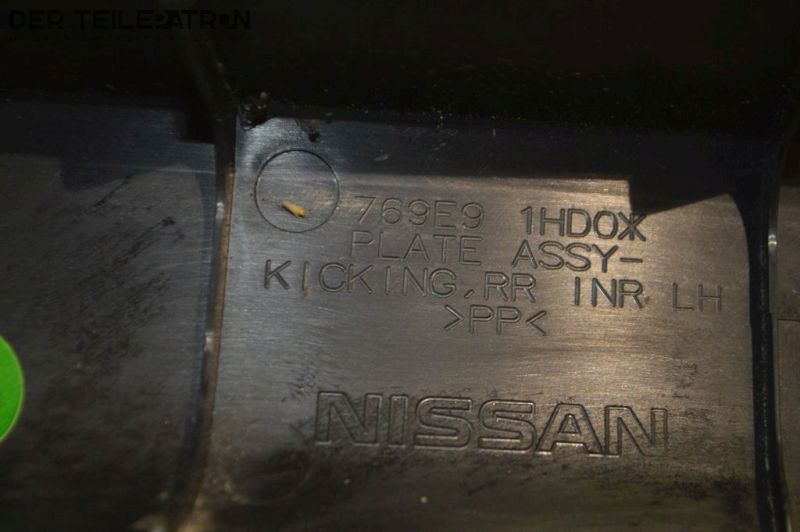 DER TEILEPATRON
769E9 1HD0X
PLATE ASSY-
KICKING, RR INR LH
>PP<
NISSAN